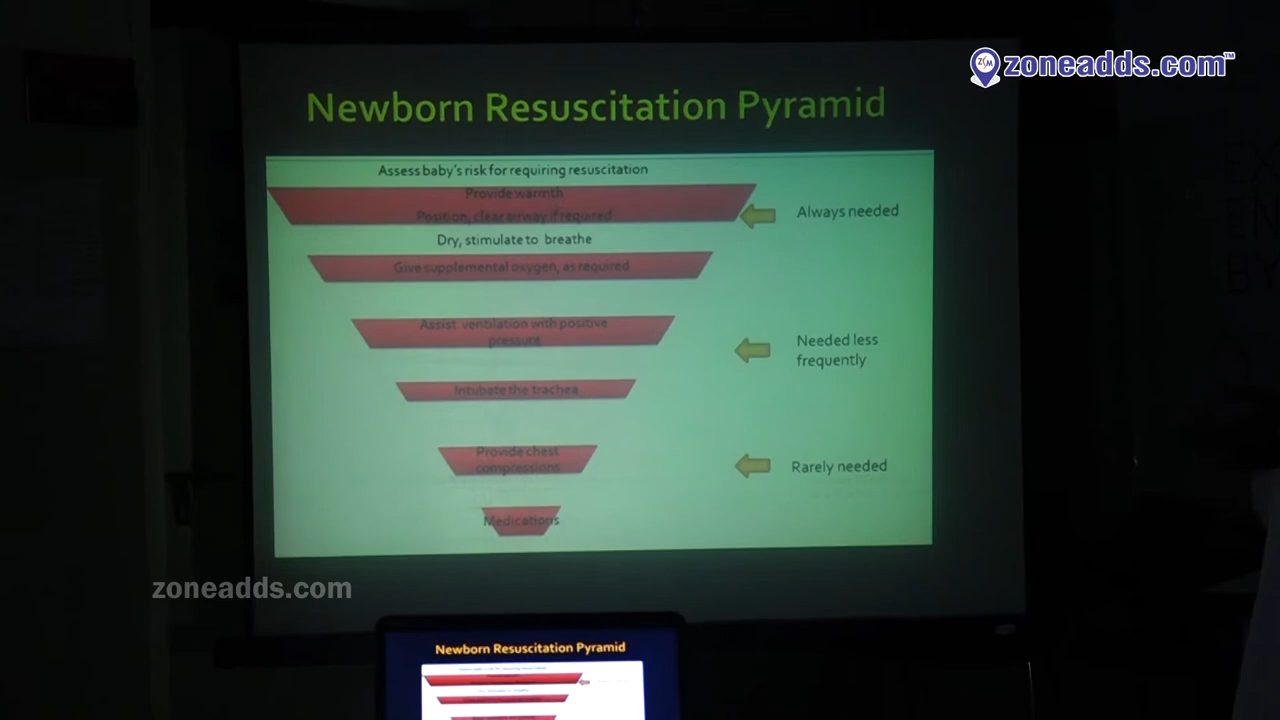 zoneadds.com™
Newborn Resuscitation Pyramid
Assess baby's risk for requiring resuscitation
Provide warmth
Position, clear airway if required
Always needed
Dry, stimulate to breathe
Give supplemental oxygen, as required
Assist ventilation with positive
pressure
Needed less
frequently
Intubate the trachea
Provide chest
compressions
Rarely needed
Medications
zoneadds.com
Newborn Resuscitation Pyramid